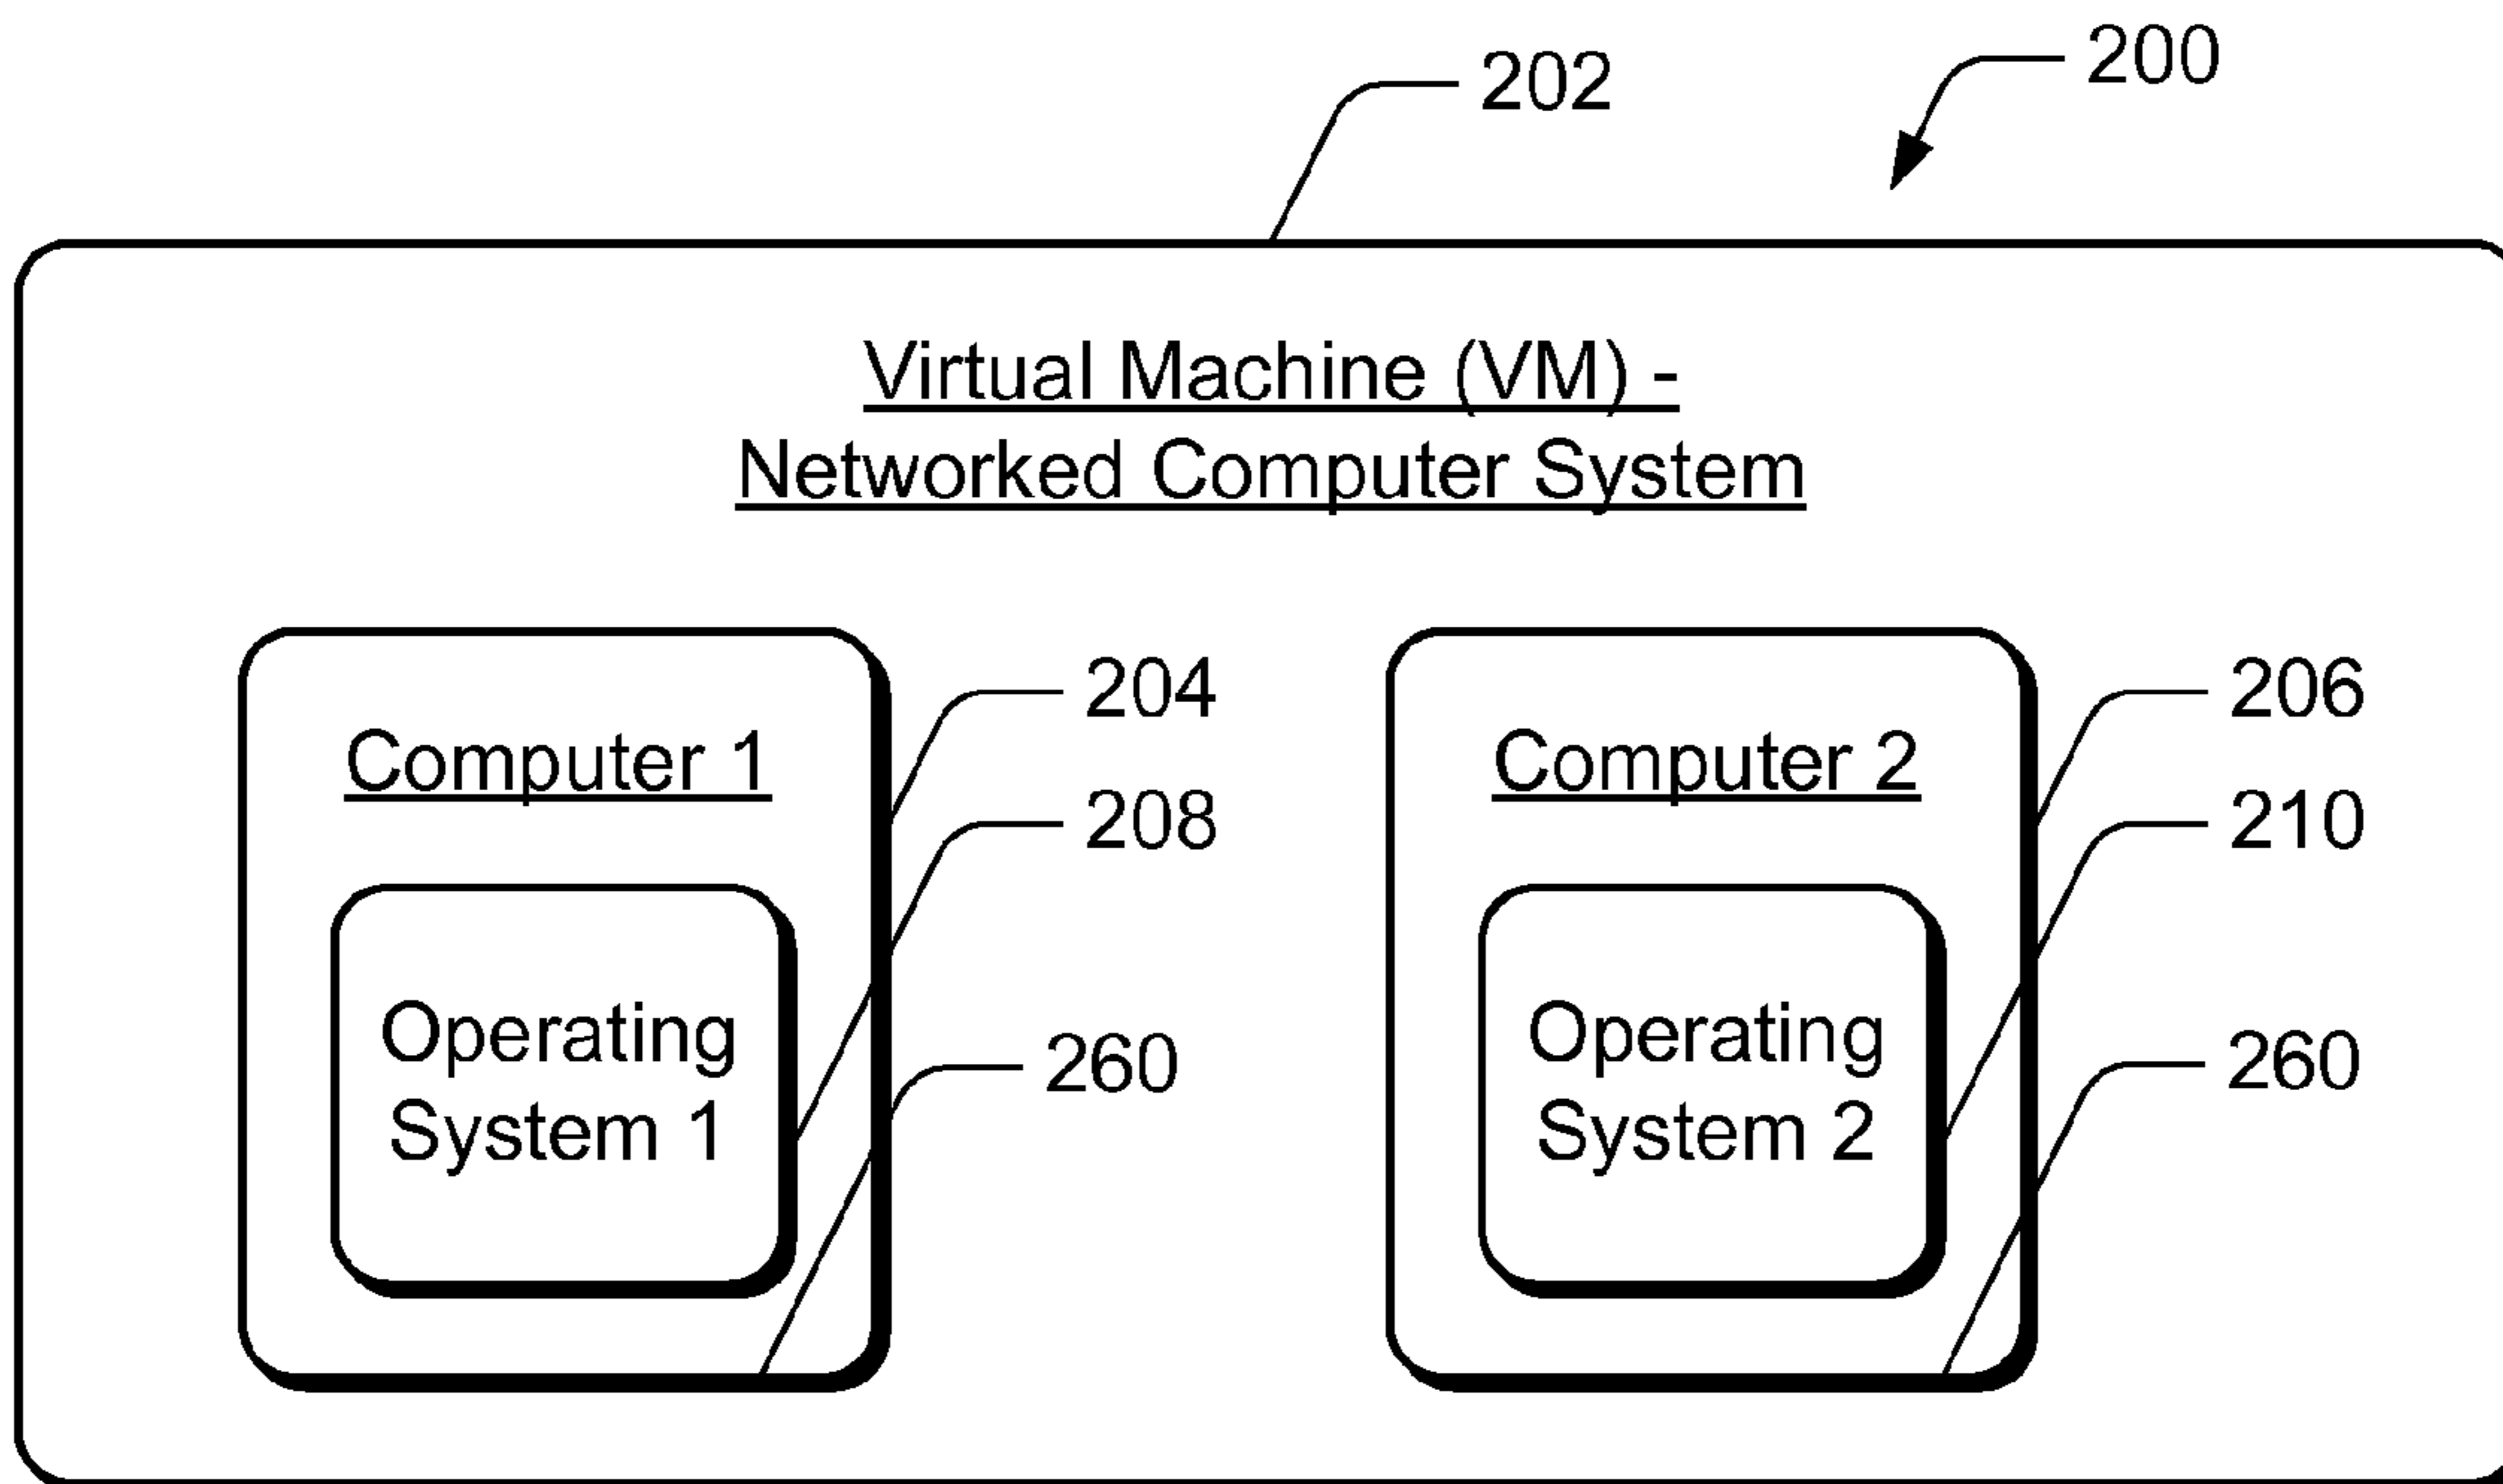 200
202
Virtual Machine (VM) -
Networked Computer System
Computer 1
204
208
Operating
System 1
260
Computer 2
206
210
Operating
System 2
260